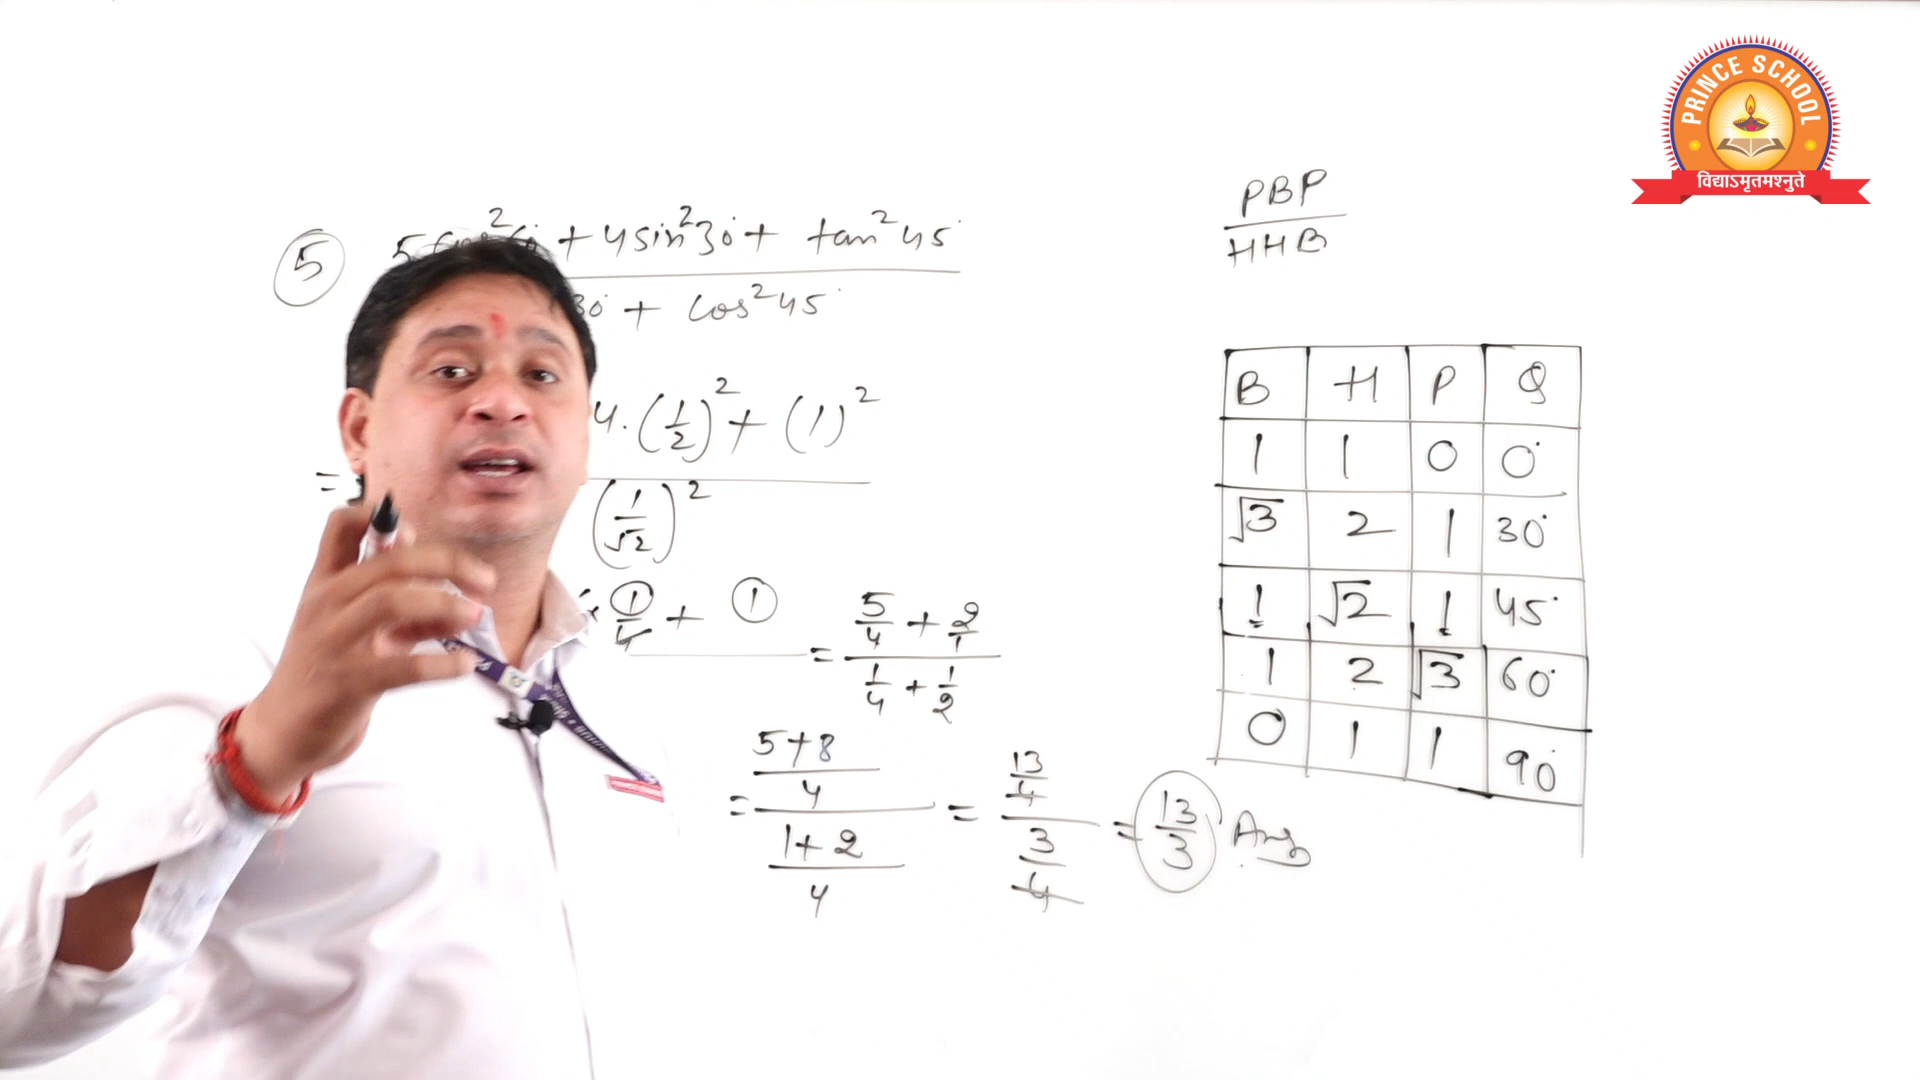 PRINCE SCHOOL
विद्याऽमृतमश्नुते
PBP
HHB
⑤ 5 cos²60° + 4sin²30° + tan²45°
30° + cos²45°
= 4.(1/2)² + (1)²
(1/√2)²
① / 4 + ①
= 5/4 + 2/1
1/4 + 1/2
= 5+8 / 4
1+2 / 4
= 13/4
3/4
= 13/3 Ans
B H P θ
1 1 0 0°
√3 2 1 30°
1 √2 1 45°
1 2 √3 60°
0 1 1 90°